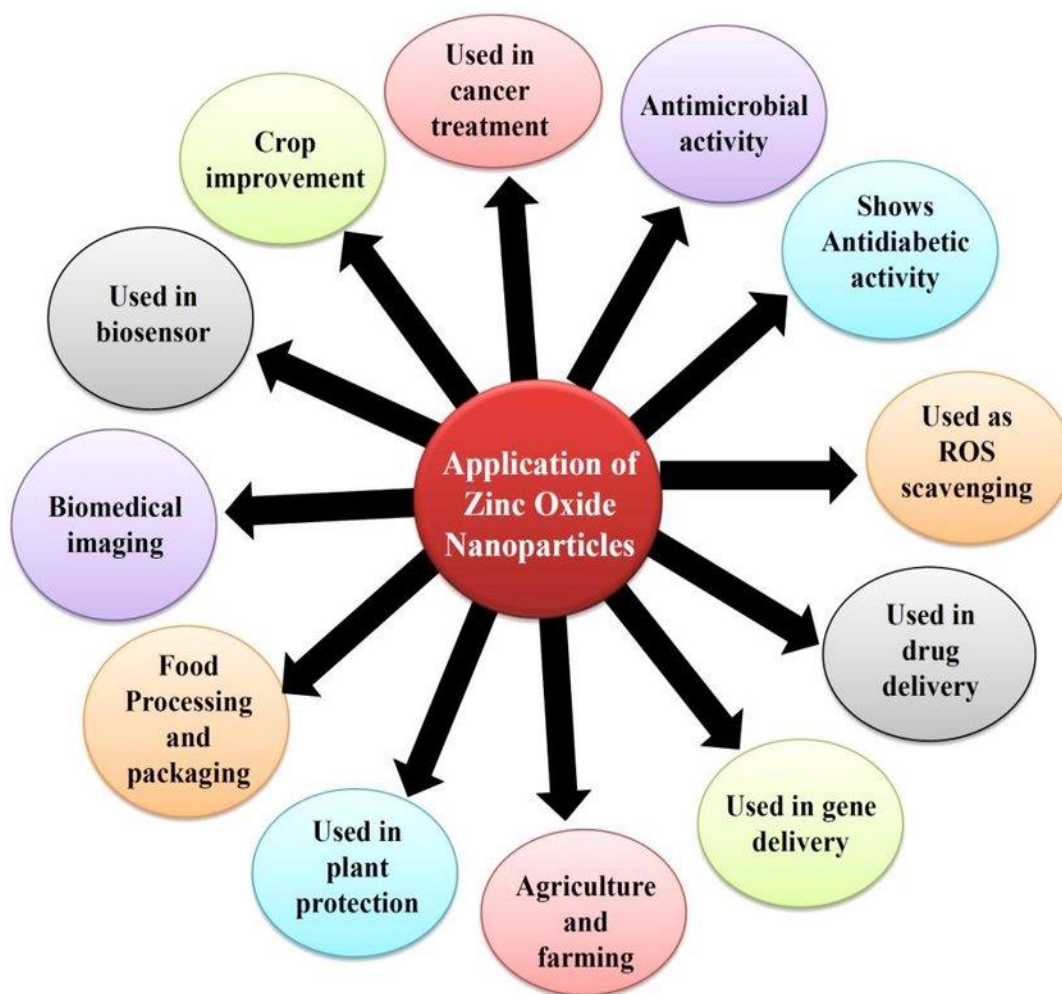 Used in
cancer
treatment
Antimicrobial
activity
Shows
Antidiabetic
activity
Used as
ROS
scavenging
Used in
drug
delivery
Used in gene
delivery
Agriculture
and
farming
Used in
plant
protection
Food
Processing
and
packaging
Biomedical
imaging
Used in
biosensor
Crop
improvement
Application of
Zinc Oxide
Nanoparticles